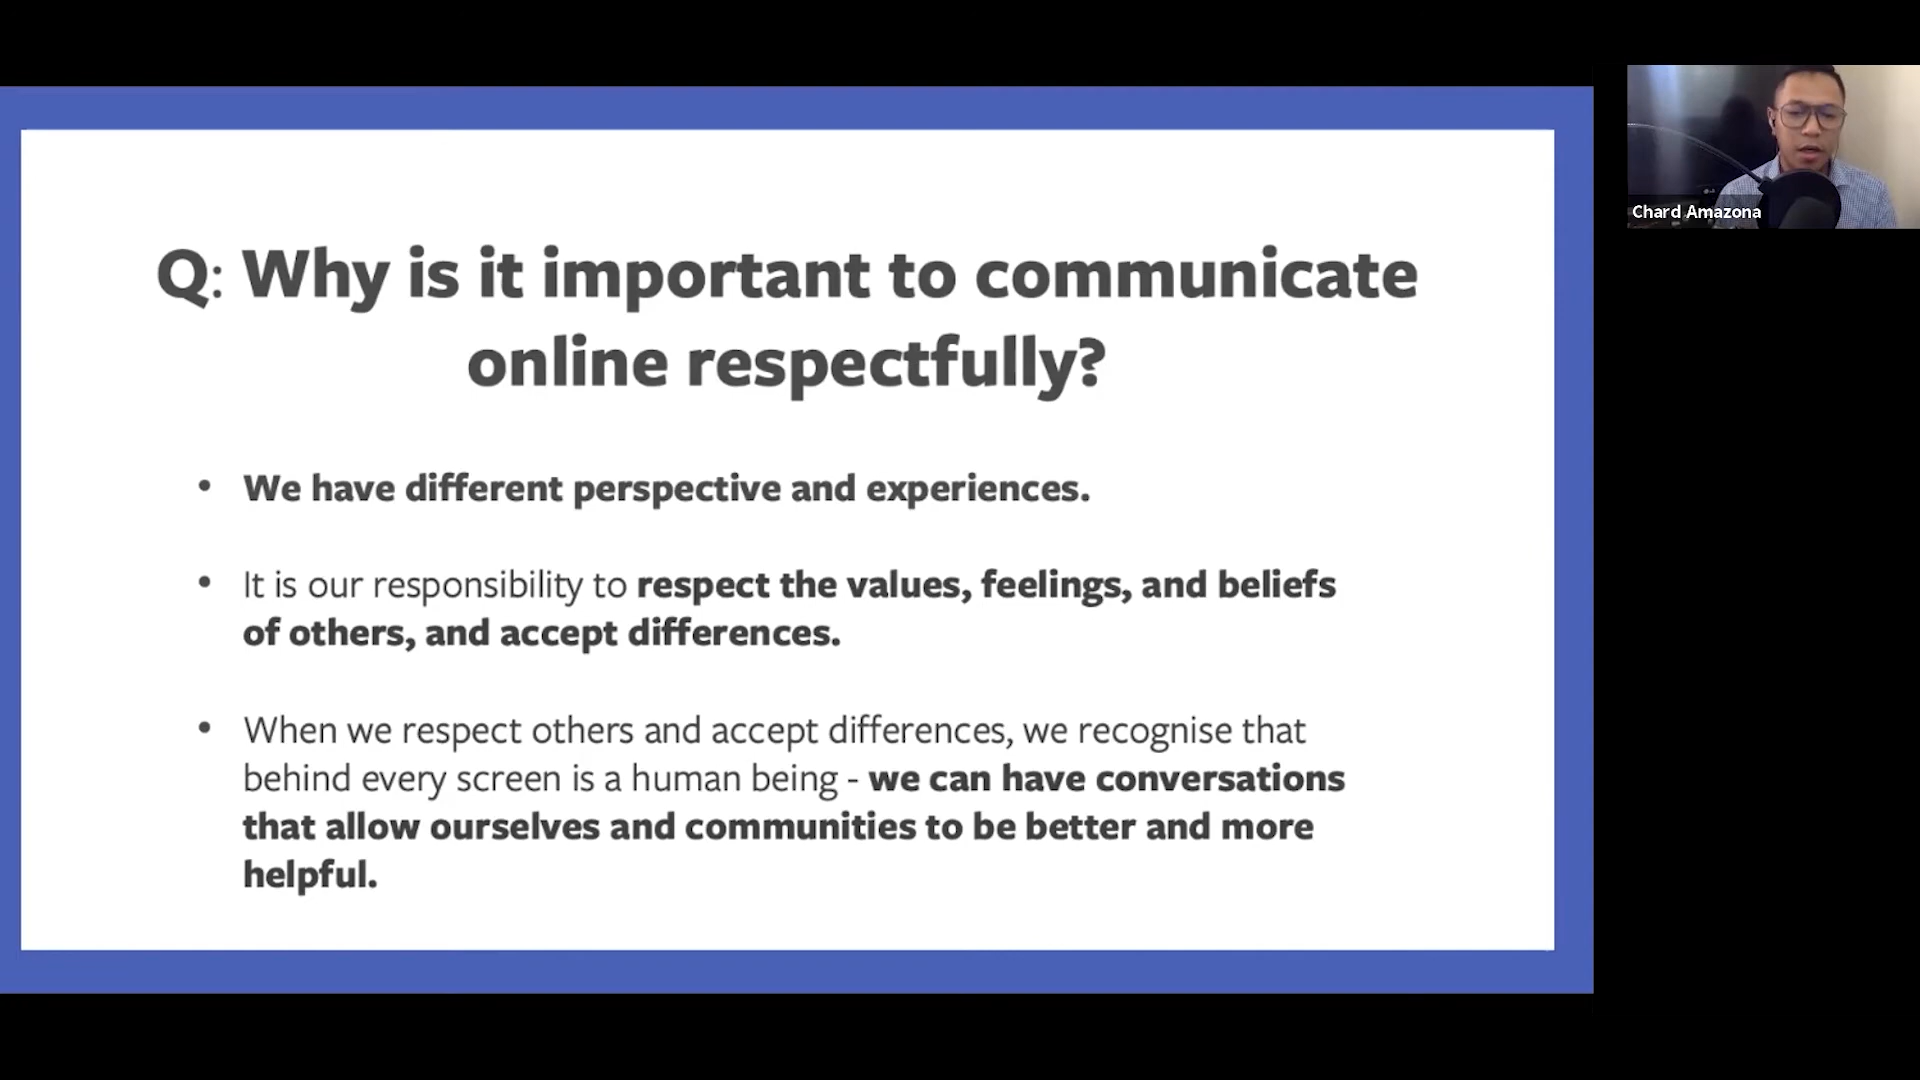 Q: Why is it important to communicate
online respectfully?
• We have different perspective and experiences.
• It is our responsibility to respect the values, feelings, and beliefs
of others, and accept differences.
• When we respect others and accept differences, we recognise that
behind every screen is a human being - we can have conversations
that allow ourselves and communities to be better and more
helpful.
Chard Amazona